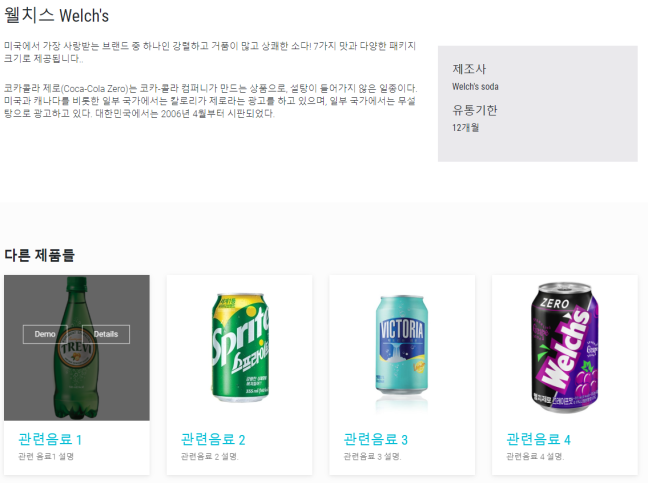 웰치스 Welch's
미국에서 가장 사랑받는 브랜드 중 하나인 강렬하고 거품이 많고 상쾌한 소다! 7가지 맛과 다양한 패키지
크기로 제공됩니다...
코카콜라 제로(Coca-Cola Zero)는 코카-콜라 컴퍼니가 만드는 상품으로, 설탕이 들어가지 않은 일종이다.
미국과 캐나다를 비롯한 일부 국가에서는 칼로리가 제로라는 광고를 하고 있으며, 일부 국가에서는 무설
탕으로 광고하고 있다. 대한민국에서는 2006년 4월부터 시판되었다.
제조사
Welch's soda
유통기한
12개월
다른 제품들
Demo
Details
TREVI
Sprite
스프라이트
VICTORIA
ZERO
Welch's
관련음료 1
관련 음료1 설명
관련음료 2
관련음료 2 설명
관련음료 3
관련음료 3 설명.
관련음료 4
관련음료 4 설명.